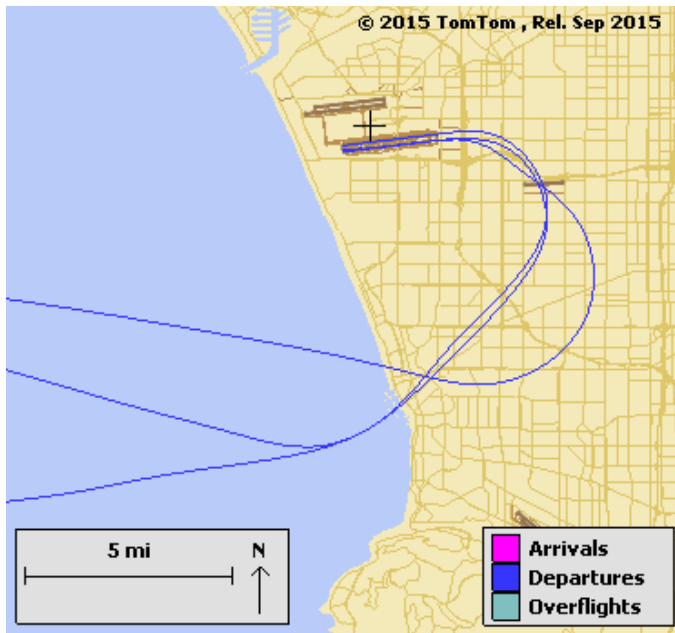 © 2015 TomTom , Rel. Sep 2015
5 mi
N
Arrivals
Departures
Overflights